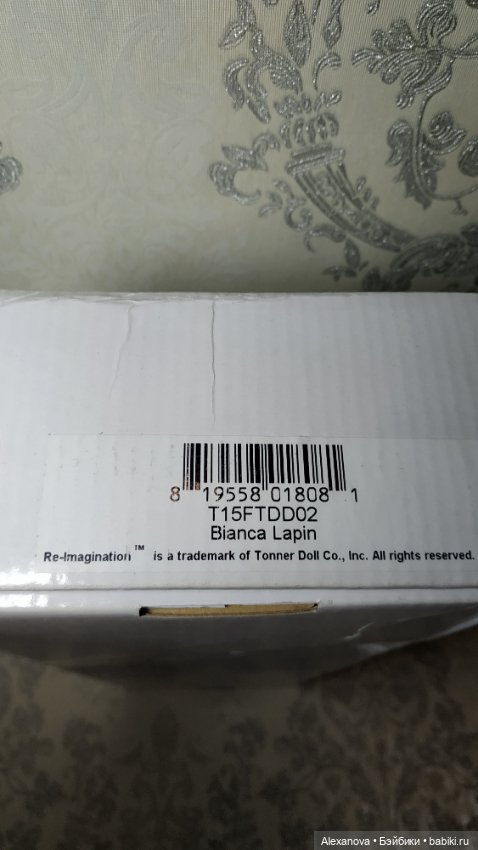 8 19558 01808 1
T15FTDD02
Bianca Lapin
Re-Imagination™ is a trademark of Tonner Doll Co., Inc. All rights reserved.
Alexanova • Бэйбики • babiki.ru